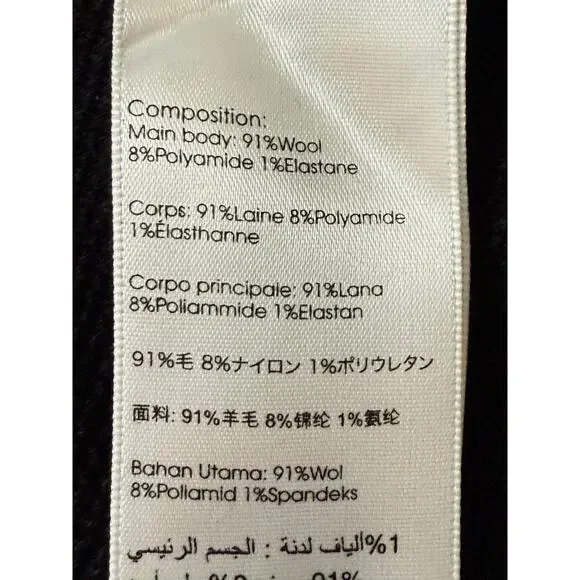 Composition:
Main body: 91%Wool
8%Polyamide 1%Elastane
Corps: 91%Laine 8%Polyamide
1%Élasthanne
Corpo principale: 91%Lana
8%Poliammide 1%Elastan
91%毛 8%ナイロン 1%ポリウレタン
面料: 91%羊毛 8%锦纶 1%氨纶
Bahan Utama: 91%Wol
8%Poliamid 1%Spandeks
1%ألياف لدنة : الجسم الرئيسي
91%